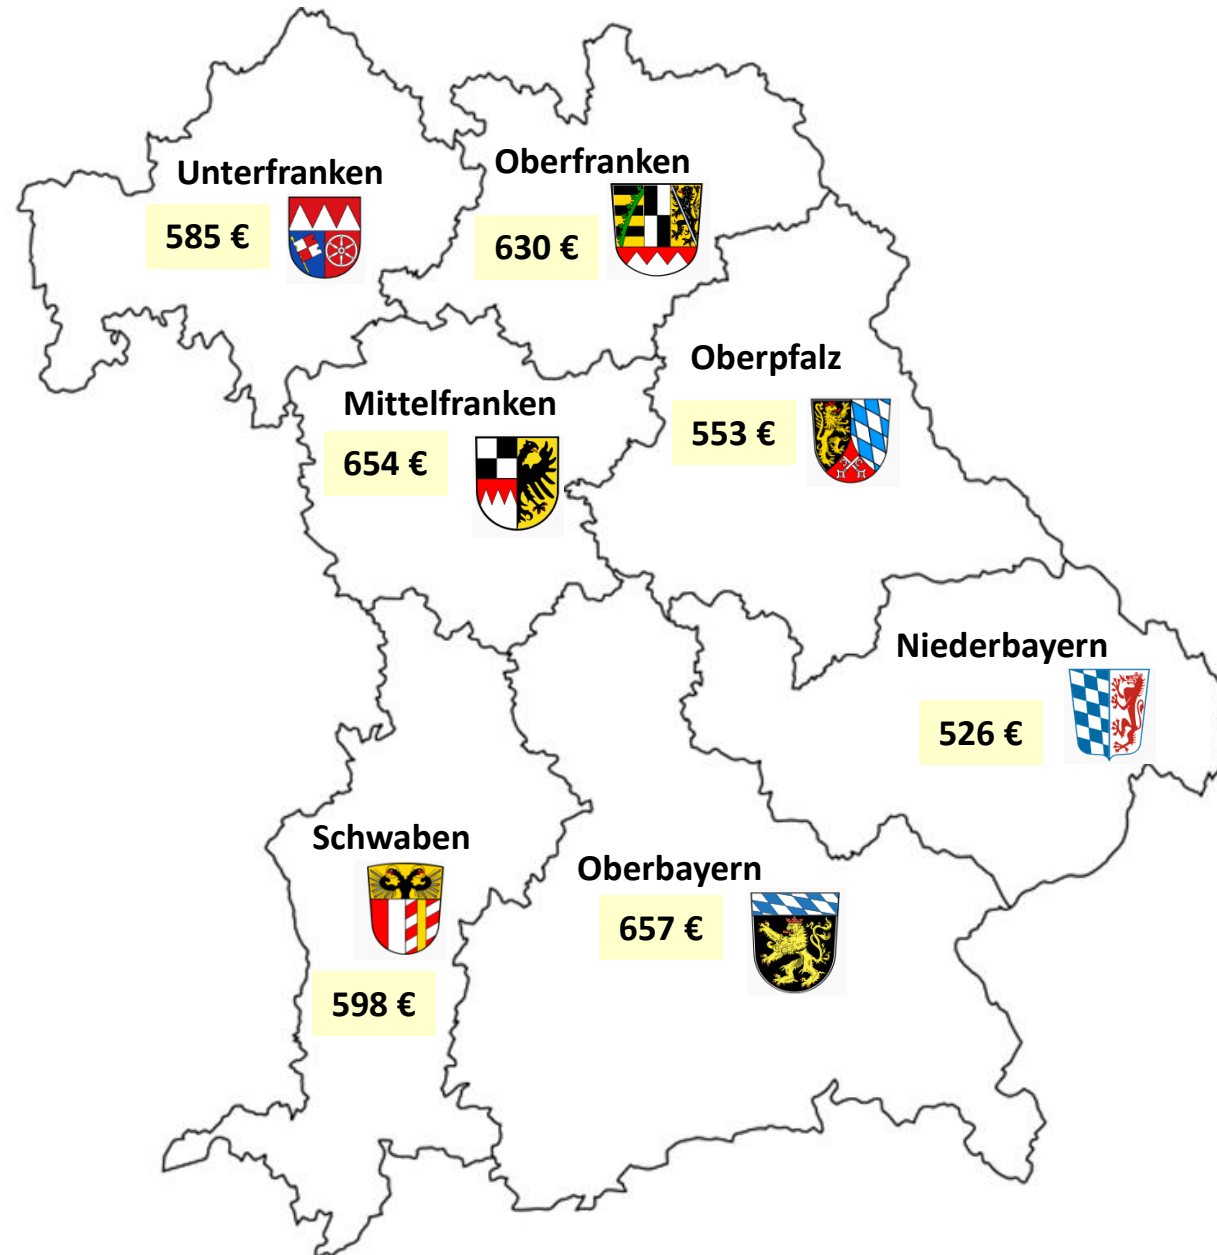 Unterfranken
585 €
Oberfranken
630 €
Mittelfranken
654 €
Oberpfalz
553 €
Niederbayern
526 €
Schwaben
598 €
Oberbayern
657 €